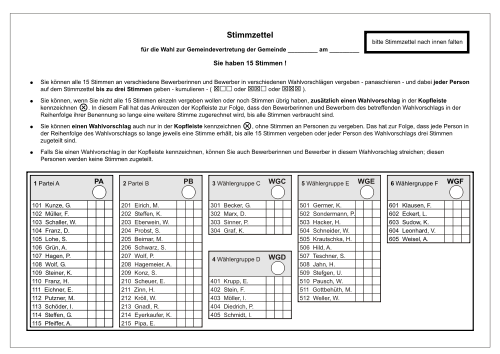 Stimmzettel
für die Wahl zur Gemeindevertretung der Gemeinde __________ am __________
bitte Stimmzettel nach innen falten
Sie haben 15 Stimmen !
• Sie können alle 15 Stimmen an verschiedene Bewerberinnen und Bewerber in verschiedenen Wahlvorschlägen vergeben - panaschieren - und dabei jeder Person
auf dem Stimmzettel bis zu drei Stimmen geben - kumulieren - ( ☒☐☐ oder ☒☒☐ oder ☒☒☒ ).
• Sie können, wenn Sie nicht alle 15 Stimmen einzeln vergeben wollen oder noch Stimmen übrig haben, zusätzlich einen Wahlvorschlag in der Kopfleiste
kennzeichnen ⊗. In diesem Fall hat das Ankreuzen der Kopfleiste zur Folge, dass den Bewerberinnen und Bewerbern des betreffenden Wahlvorschlags in der
Reihenfolge ihrer Benennung so lange eine weitere Stimme zugerechnet wird, bis alle Stimmen verbraucht sind.
• Sie können einen Wahlvorschlag auch nur in der Kopfleiste kennzeichnen ⊗, ohne Stimmen an Personen zu vergeben. Das hat zur Folge, dass jede Person in
der Reihenfolge des Wahlvorschlags so lange jeweils eine Stimme erhält, bis alle 15 Stimmen vergeben oder jeder Person des Wahlvorschlags drei Stimmen
zugeteilt sind.
• Falls Sie einen Wahlvorschlag in der Kopfleiste kennzeichnen, können Sie auch Bewerberinnen und Bewerber in diesem Wahlvorschlag streichen; diesen
Personen werden keine Stimmen zugeteilt.
1 Partei A PA
101 Kunze, G.
102 Müller, F.
103 Schaller, W.
104 Franz, D.
105 Lohe, S.
106 Grün, A.
107 Hagen, P.
108 Wolf, G.
109 Steiner, K.
110 Franz, H.
111 Eichner, E.
112 Putzner, M.
113 Schöder, I.
114 Steffen, G.
115 Pfeiffer, A.
2 Partei B PB
201 Eirich, M.
202 Steffen, K.
203 Eberwein, W.
204 Probst, S.
205 Beimar, M.
206 Schwarz, S.
207 Wolf, P.
208 Hagemeier, A.
209 Konz, S.
210 Scheuer, E.
211 Zinn, H.
212 Kröll, W.
213 Gnadl, R.
214 Eyerkaufer, K.
215 Pipa, E.
3 Wählergruppe C WGC
301 Becker, G.
302 Marx, D.
303 Sinner, P.
304 Graf, K.
4 Wählergruppe D WGD
401 Krupp, E.
402 Stein, F.
403 Möller, I.
404 Diedrich, P.
405 Schmidt, I.
5 Wählergruppe E WGE
501 Germer, K.
502 Sondermann, P.
503 Hacker, H.
504 Schneider, W.
505 Krautschka, H.
506 Hild, A.
507 Teschner, S.
508 Jahn, H.
509 Stefgen, U.
510 Pausch, W.
511 Gottbehüth, M.
512 Weller, W.
6 Wählergruppe F WGF
601 Klausen, F.
602 Eckert, L.
603 Sudow, K.
604 Leonhard, V.
605 Weisel, A.